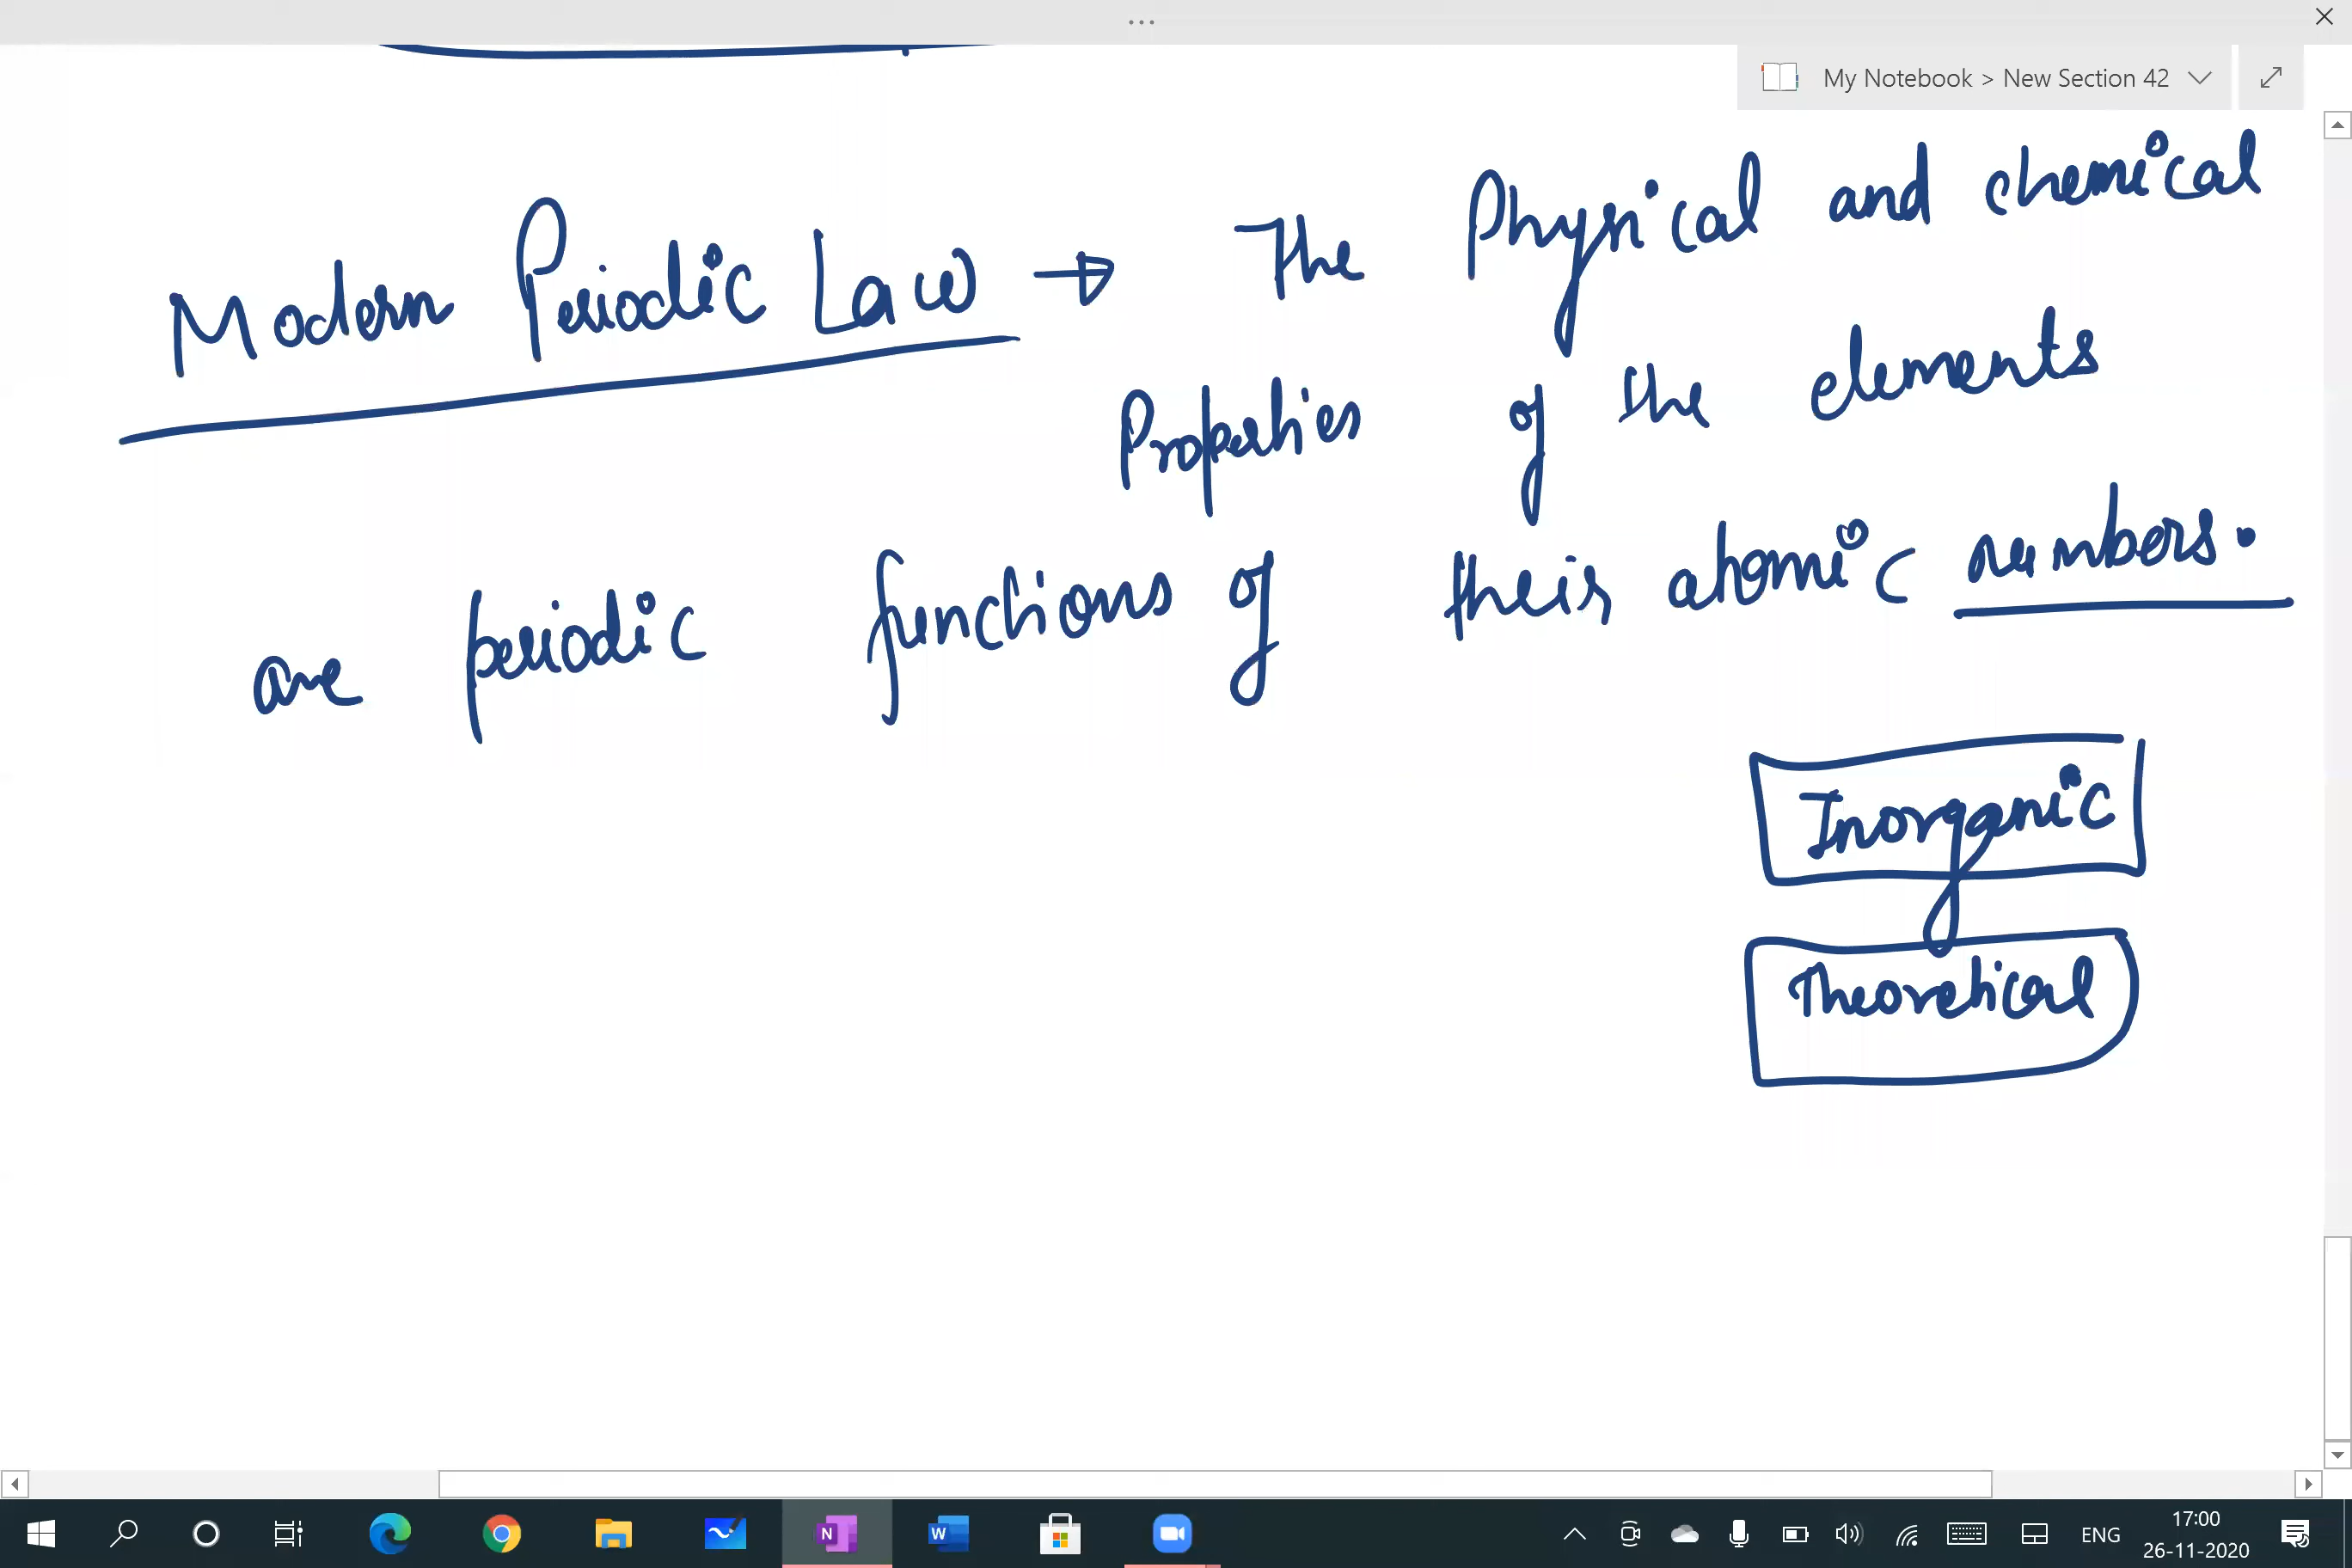 My Notebook > New Section 42
Modern Periodic Law → The Physical and chemical
Properties of the elements
are periodic functions of their atomic numbers.
Inorganic
Theoretical
N
W
ENG
17:00
26-11-2020